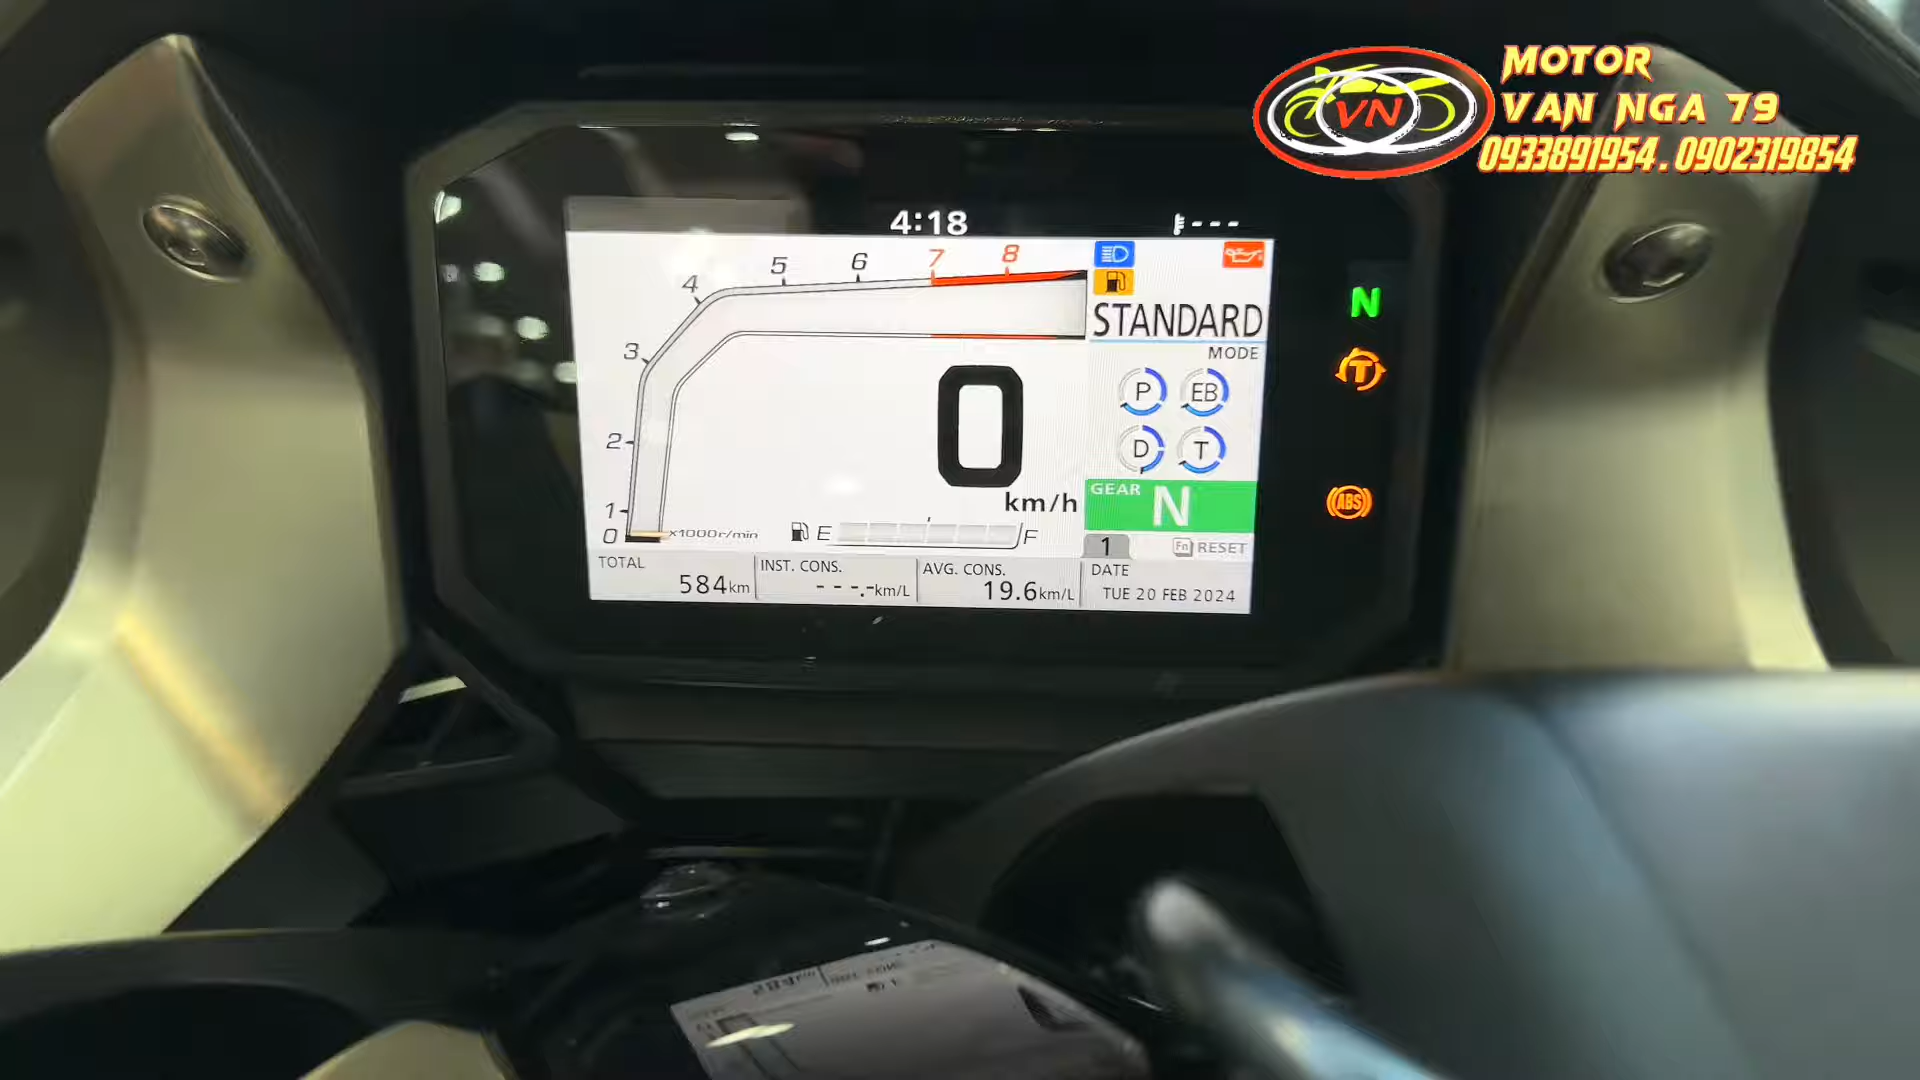 MOTOR
VAN NGA 79
0933891954.0902319854
VN
4:18
---
4 5 6 7 8
3
2
1
0
x1000r/min
STANDARD
MODE
P EB
D T
0
km/h
GEAR N
E F
1 Fn RESET
TOTAL
584km
INST. CONS.
---.-km/L
AVG. CONS.
19.6km/L
DATE
TUE 20 FEB 2024
N
T
ABS